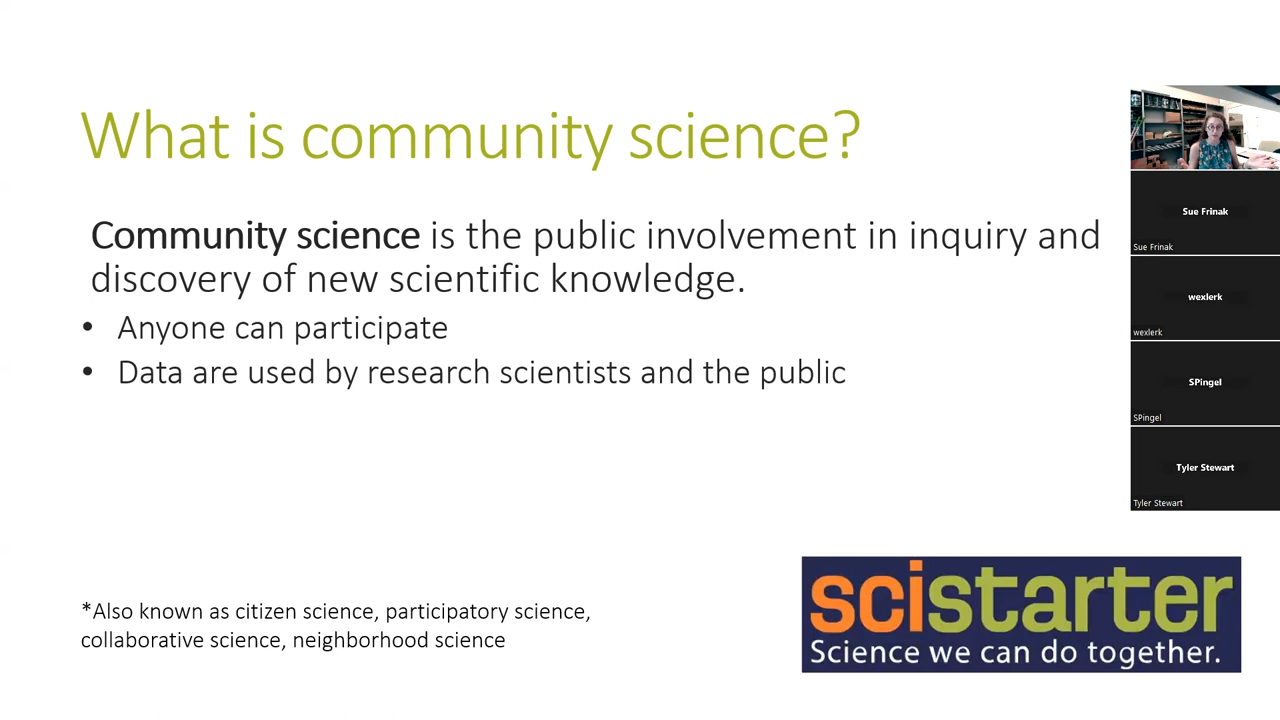 What is community science?
Community science is the public involvement in inquiry and
discovery of new scientific knowledge.
• Anyone can participate
• Data are used by research scientists and the public
*Also known as citizen science, participatory science,
collaborative science, neighborhood science
Sue Frinak
Sue Frinak
wexlerk
wexlerk
SPingel
SPingel
Tyler Stewart
Tyler Stewart
scistarter
Science we can do together.